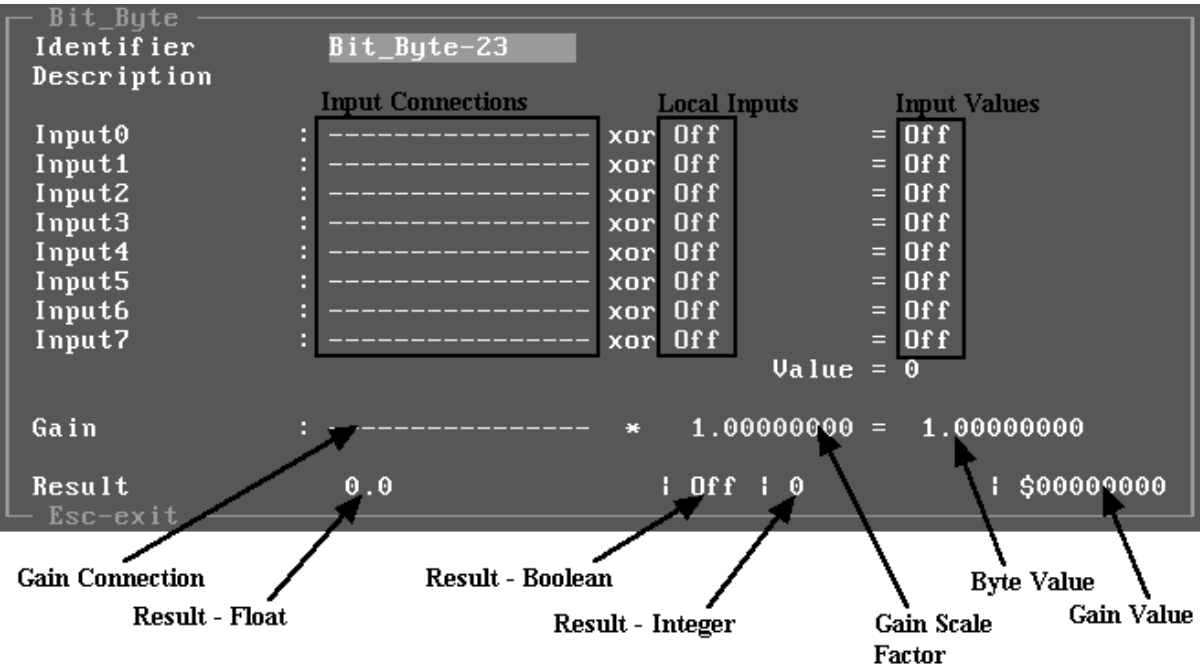 Bit_Byte
Identifier Bit_Byte-23
Description
Input Connections Local Inputs Input Values
Input0 : ---------------- xor Off = Off
Input1 : ---------------- xor Off = Off
Input2 : ---------------- xor Off = Off
Input3 : ---------------- xor Off = Off
Input4 : ---------------- xor Off = Off
Input5 : ---------------- xor Off = Off
Input6 : ---------------- xor Off = Off
Input7 : ---------------- xor Off = Off
Value = 0
Gain : ---------------- * 1.00000000 = 1.00000000
Result 0.0 ¦ Off ¦ 0 ¦ $00000000
Esc-exit
Gain Connection Result - Boolean Byte Value
Result - Float Result - Integer Gain Scale Factor Gain Value